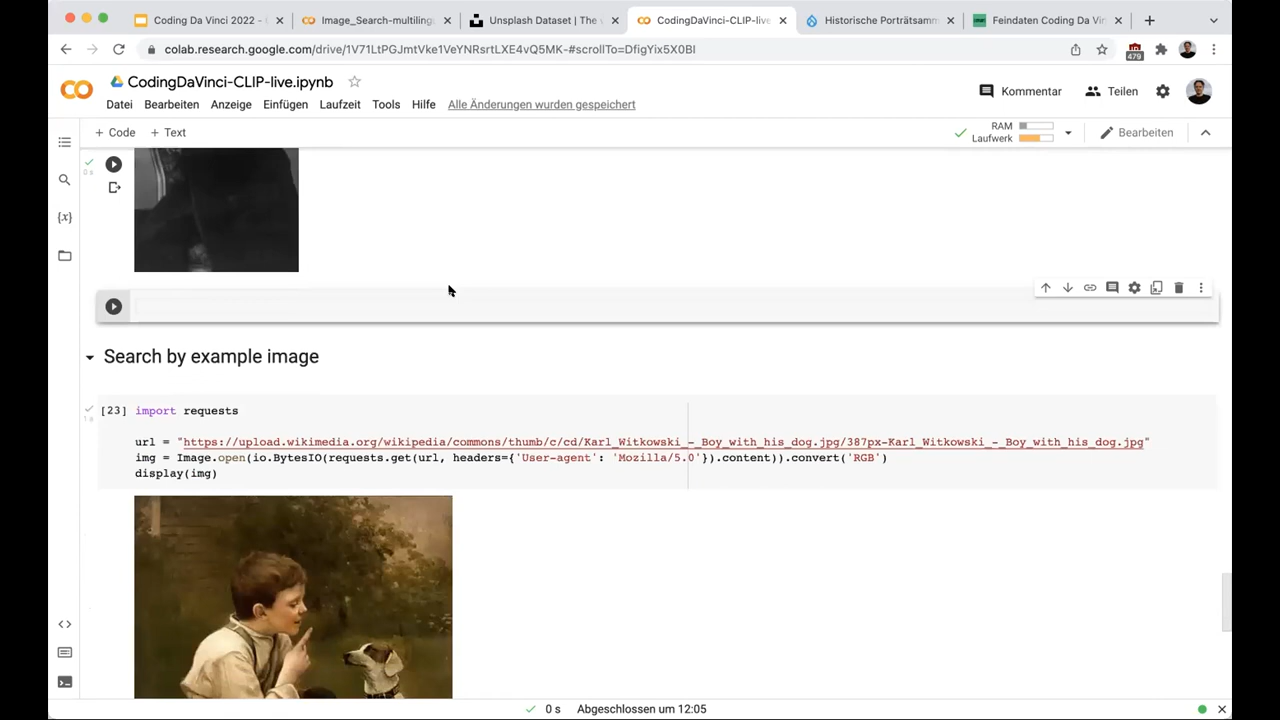 Coding Da Vinci 2022 -
Image_Search-multiling
Unsplash Dataset | The
CodingDaVinci-CLIP-live
Historische Porträtsamm
Feindaten Coding Da Vin
colab.research.google.com/drive/1V71LtPGJmtVke1VeYNRsrtLXE4vQ5MK-#scrollTo=DfigYix5X0BI
479
CodingDaVinci-CLIP-live.ipynb
Datei Bearbeiten Anzeige Einfügen Laufzeit Tools Hilfe Alle Änderungen wurden gespeichert
Kommentar Teilen
+ Code + Text
RAM
Laufwerk
Bearbeiten
0 s
Search by example image
[23] import requests
1 s
url = "https://upload.wikimedia.org/wikipedia/commons/thumb/c/cd/Karl_Witkowski_-_Boy_with_his_dog.jpg/387px-Karl_Witkowski_-_Boy_with_his_dog.jpg"
img = Image.open(io.BytesIO(requests.get(url, headers={'User-agent': 'Mozilla/5.0'}).content)).convert('RGB')
display(img)
0 s Abgeschlossen um 12:05